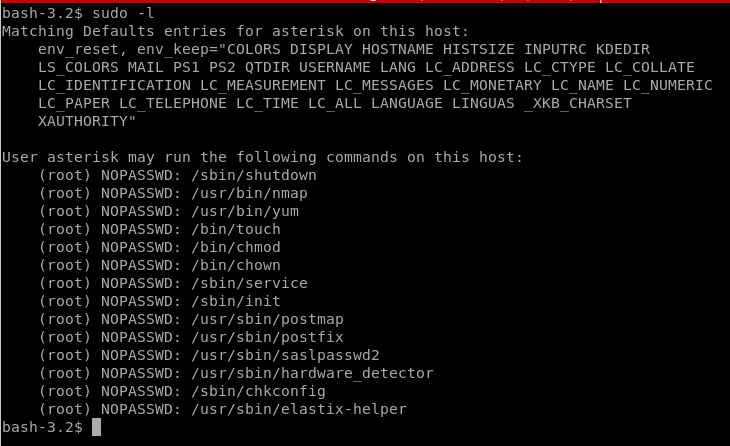 bash-3.2$ sudo -l
Matching Defaults entries for asterisk on this host:
    env_reset, env_keep="COLORS DISPLAY HOSTNAME HISTSIZE INPUTRC KDEDIR
    LS_COLORS MAIL PS1 PS2 QTDIR USERNAME LANG LC_ADDRESS LC_CTYPE LC_COLLATE
    LC_IDENTIFICATION LC_MEASUREMENT LC_MESSAGES LC_MONETARY LC_NAME LC_NUMERIC
    LC_PAPER LC_TELEPHONE LC_TIME LC_ALL LANGUAGE LINGUAS _XKB_CHARSET
    XAUTHORITY"

User asterisk may run the following commands on this host:
    (root) NOPASSWD: /sbin/shutdown
    (root) NOPASSWD: /usr/bin/nmap
    (root) NOPASSWD: /usr/bin/yum
    (root) NOPASSWD: /bin/touch
    (root) NOPASSWD: /bin/chmod
    (root) NOPASSWD: /bin/chown
    (root) NOPASSWD: /sbin/service
    (root) NOPASSWD: /sbin/init
    (root) NOPASSWD: /usr/sbin/postmap
    (root) NOPASSWD: /usr/sbin/postfix
    (root) NOPASSWD: /usr/sbin/saslpasswd2
    (root) NOPASSWD: /usr/sbin/hardware_detector
    (root) NOPASSWD: /sbin/chkconfig
    (root) NOPASSWD: /usr/sbin/elastix-helper
bash-3.2$